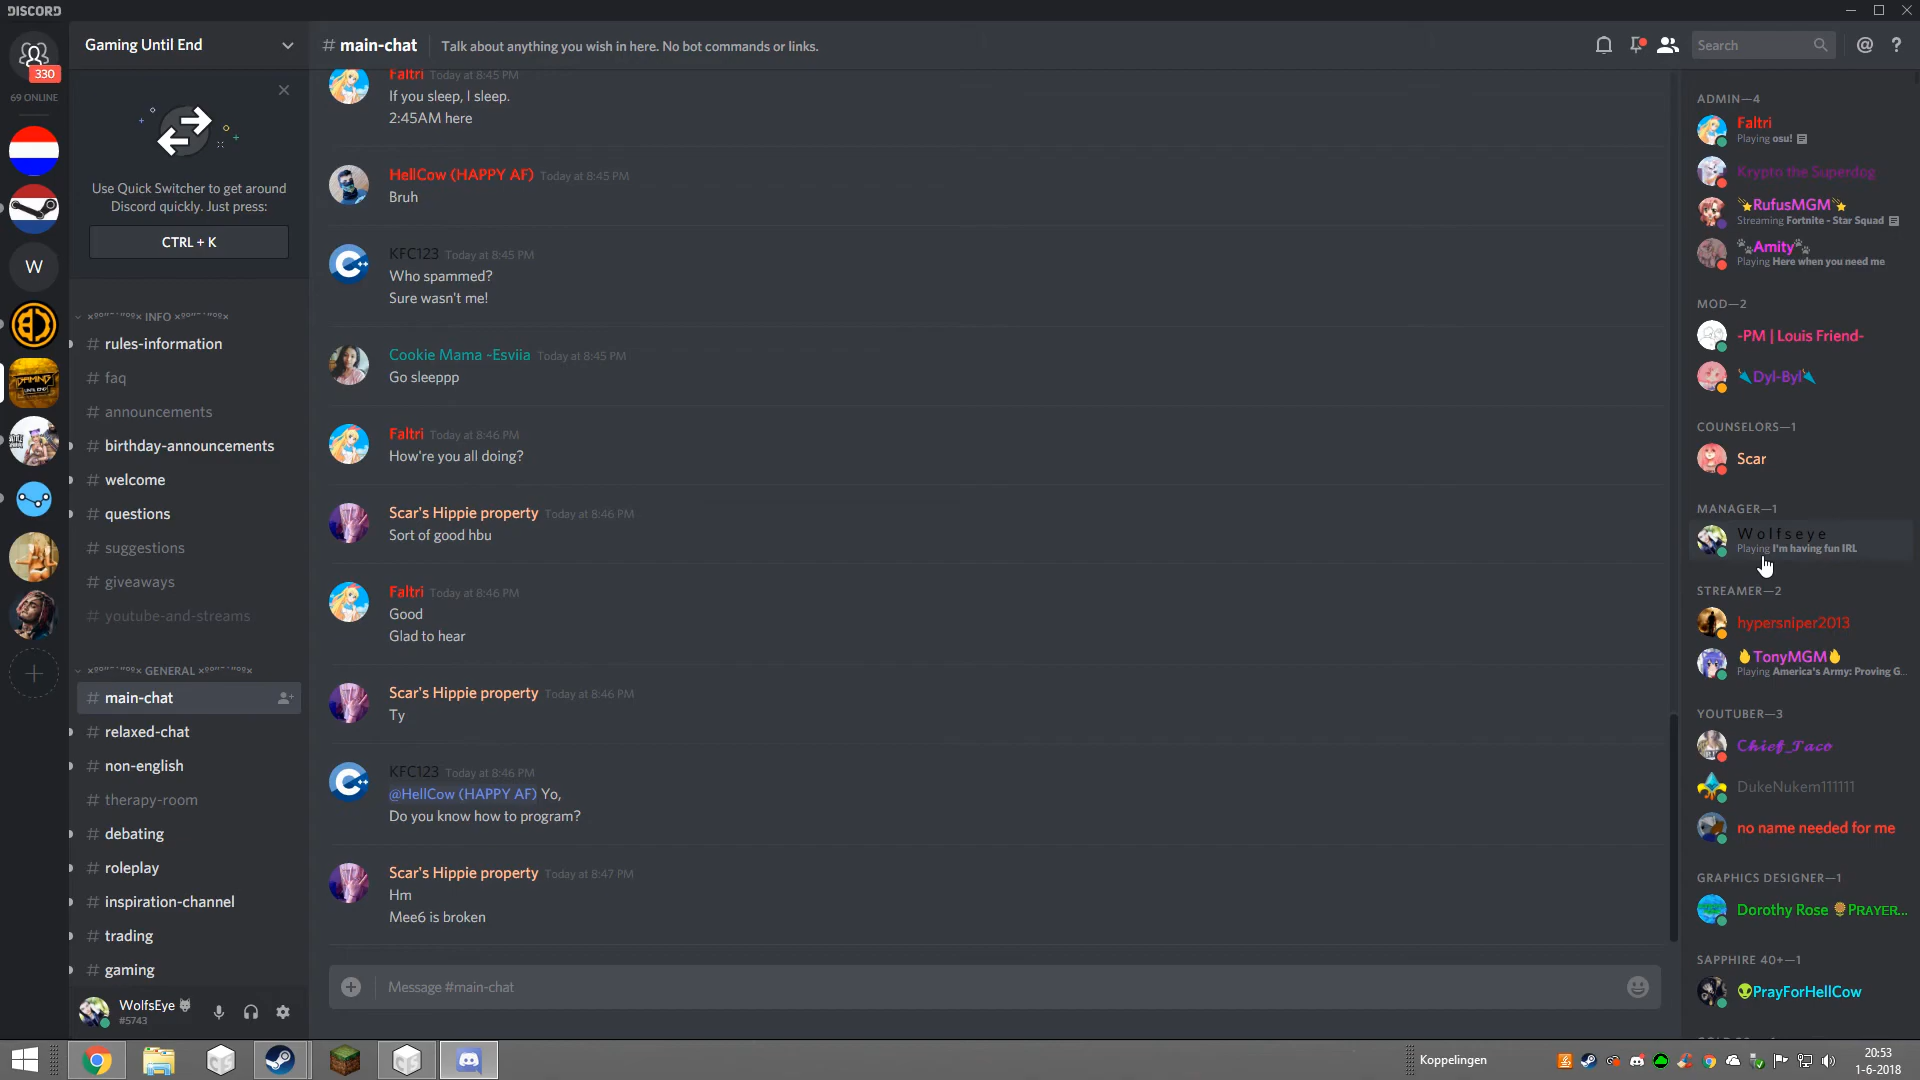 DISCORD
330
69 ONLINE
W
Gaming Until End
Use Quick Switcher to get around
Discord quickly. Just press:
CTRL + K
INFO
# rules-information
# faq
# announcements
# birthday-announcements
# welcome
# questions
# suggestions
# giveaways
# youtube-and-streams
GENERAL
# main-chat
# relaxed-chat
# non-english
# therapy-room
# debating
# roleplay
# inspiration-channel
# trading
# gaming
WolfsEye
#5743
# main-chat Talk about anything you wish in here. No bot commands or links.
Search
Faltri Today at 8:45 PM
If you sleep, I sleep.
2:45AM here
HellCow (HAPPY AF) Today at 8:45 PM
Bruh
KFC123 Today at 8:45 PM
Who spammed?
Sure wasn't me!
Cookie Mama ~Esviia Today at 8:45 PM
Go sleeppp
Faltri Today at 8:46 PM
How're you all doing?
Scar's Hippie property Today at 8:46 PM
Sort of good hbu
Faltri Today at 8:46 PM
Good
Glad to hear
Scar's Hippie property Today at 8:46 PM
Ty
KFC123 Today at 8:46 PM
@HellCow (HAPPY AF) Yo,
Do you know how to program?
Scar's Hippie property Today at 8:47 PM
Hm
Mee6 is broken
Message #main-chat
ADMIN—4
Faltri
Playing osu!
Krypto the Superdog
RufusMGM
Streaming Fortnite - Star Squad
Amity
Playing Here when you need me
MOD—2
-PM | Louis Friend-
Dyl-Byl
COUNSELORS—1
Scar
MANAGER—1
W o l f s e y e
Playing I'm having fun IRL
STREAMER—2
hypersniper2013
TonyMGM
Playing America's Army: Proving G...
YOUTUBER—3
Chief_Taco
DukeNukem111111
no name needed for me
GRAPHICS DESIGNER—1
Dorothy Rose PRAYER...
SAPPHIRE 40+—1
PrayForHellCow
Koppelingen
20:53
1-6-2018